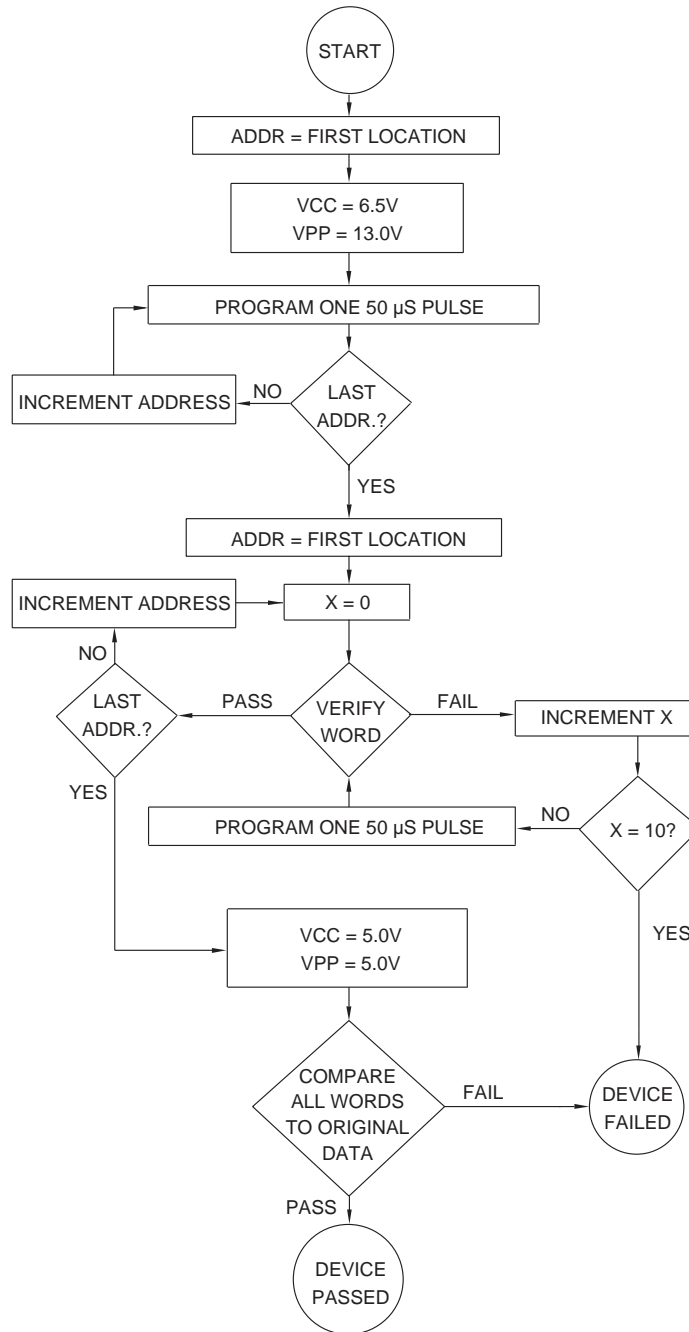 START
ADDR = FIRST LOCATION
VCC = 6.5V
VPP = 13.0V
PROGRAM ONE 50 µS PULSE
INCREMENT ADDRESS
NO
LAST
ADDR.?
YES
ADDR = FIRST LOCATION
INCREMENT ADDRESS
X = 0
NO
LAST
ADDR.?
PASS
VERIFY
WORD
FAIL
INCREMENT X
YES
PROGRAM ONE 50 µS PULSE
NO
X = 10?
VCC = 5.0V
VPP = 5.0V
YES
COMPARE
ALL WORDS
TO ORIGINAL
DATA
FAIL
DEVICE
FAILED
PASS
DEVICE
PASSED